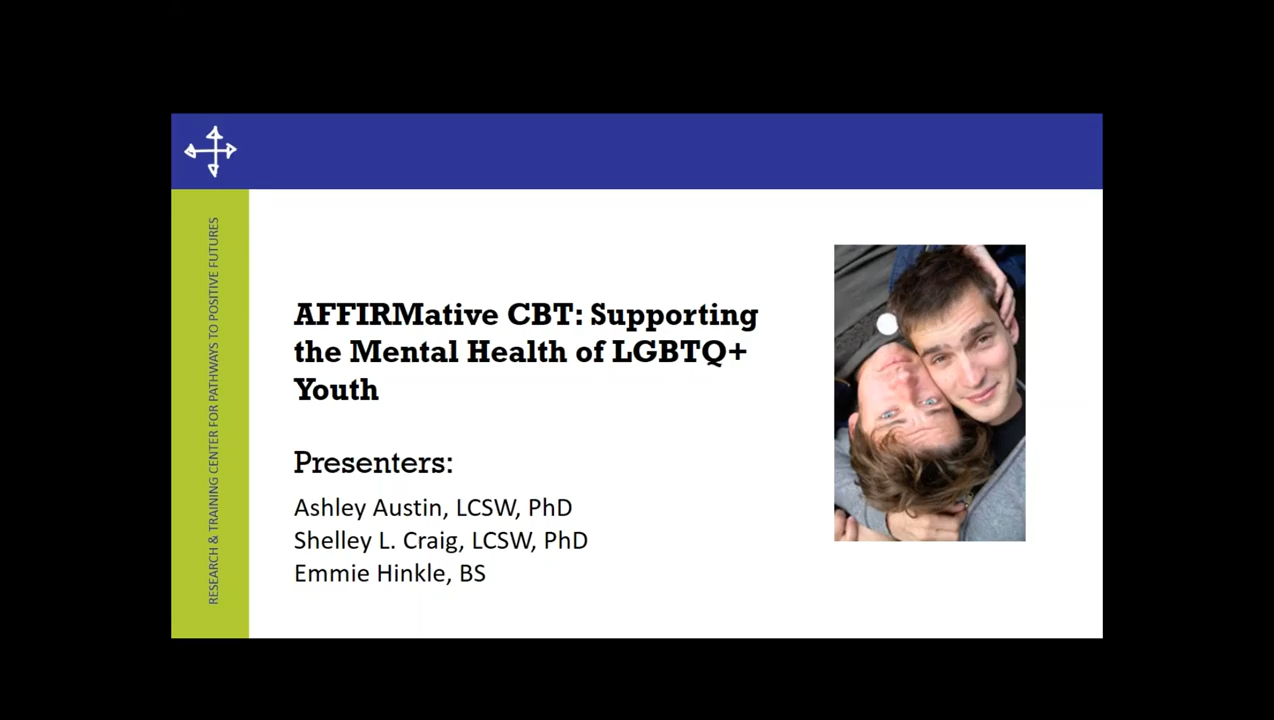 RESEARCH & TRAINING CENTER FOR PATHWAYS TO POSITIVE FUTURES
AFFIRMative CBT: Supporting
the Mental Health of LGBTQ+
Youth
Presenters:
Ashley Austin, LCSW, PhD
Shelley L. Craig, LCSW, PhD
Emmie Hinkle, BS